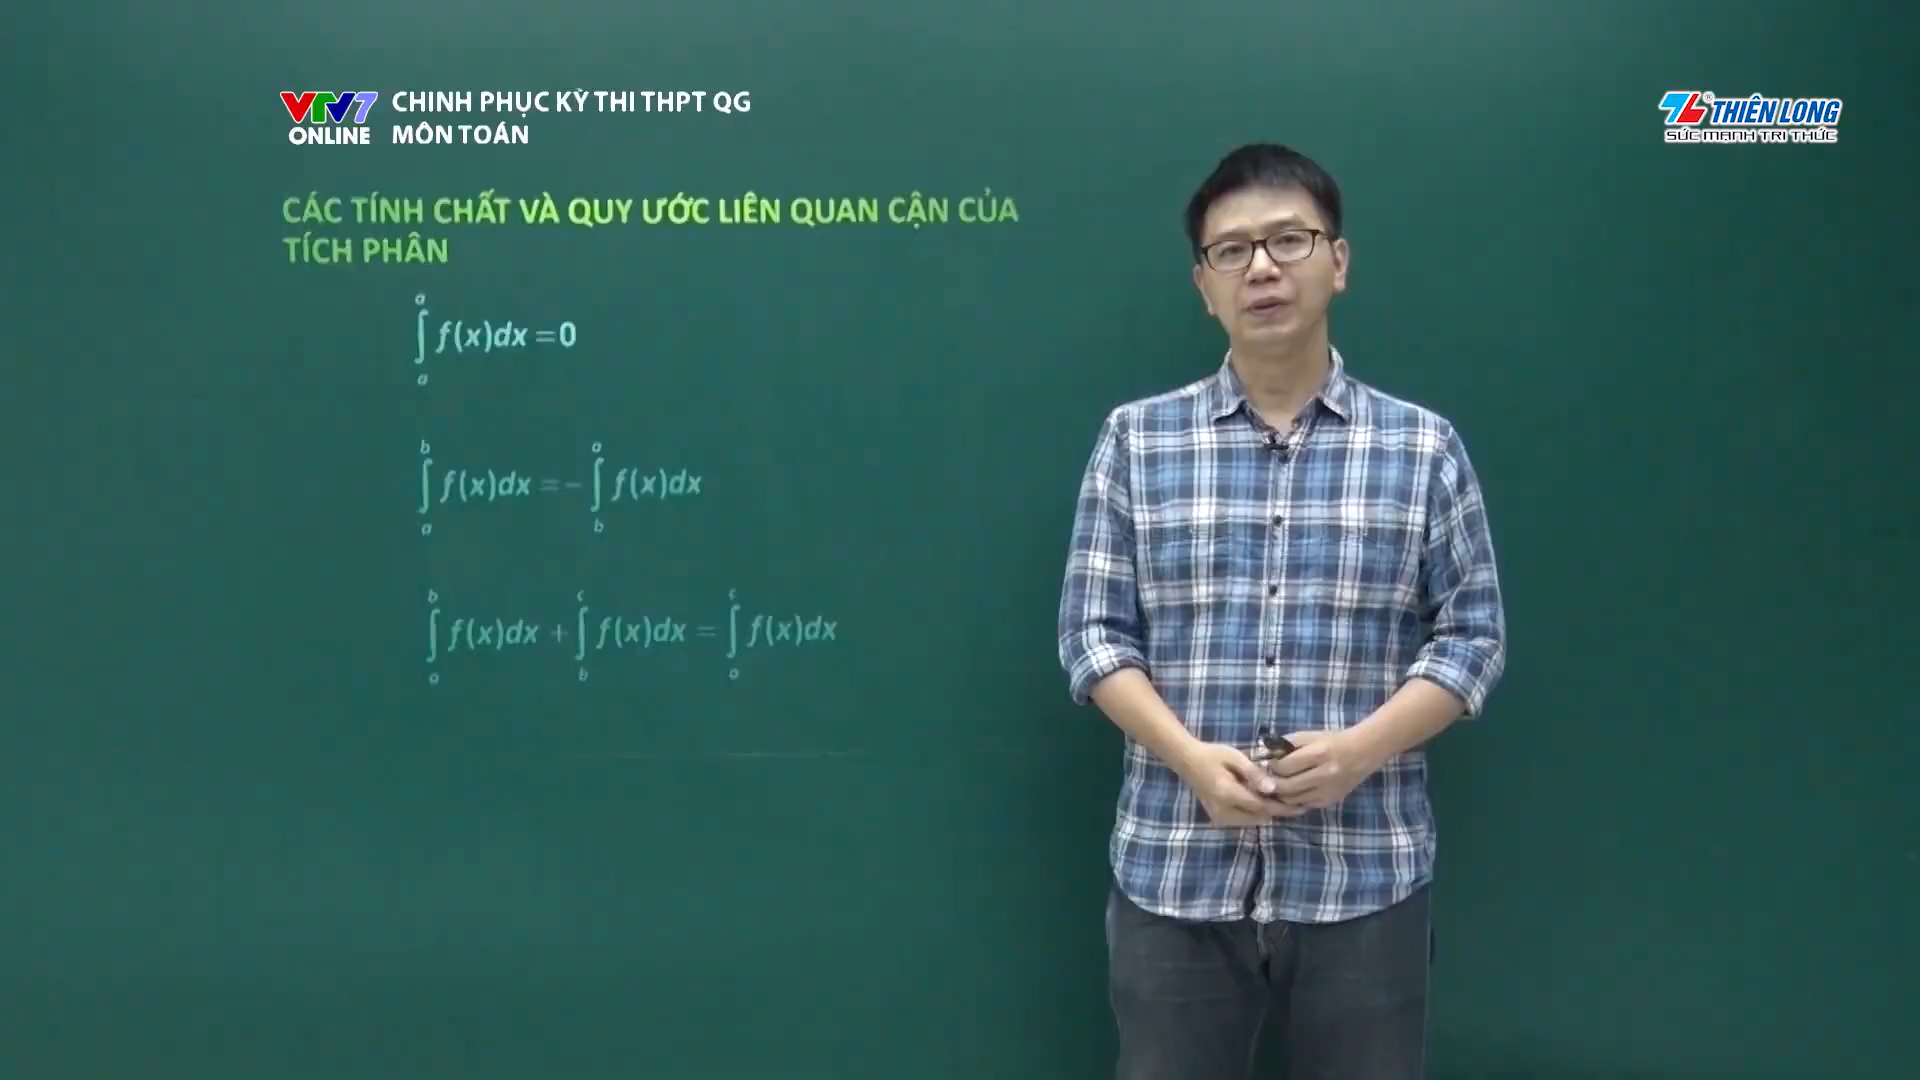 VTV7 ONLINE
CHINH PHỤC KỲ THI THPT QG
MÔN TOÁN
THIÊN LONG
SỨC MẠNH TRI THỨC
CÁC TÍNH CHẤT VÀ QUY ƯỚC LIÊN QUAN CẬN CỦA
TÍCH PHÂN
∫ₐᵃ f(x)dx = 0
∫ₐᵇ f(x)dx = - ∫_b^a f(x)dx
∫ₐᵇ f(x)dx + ∫_b^c f(x)dx = ∫ₐᶜ f(x)dx